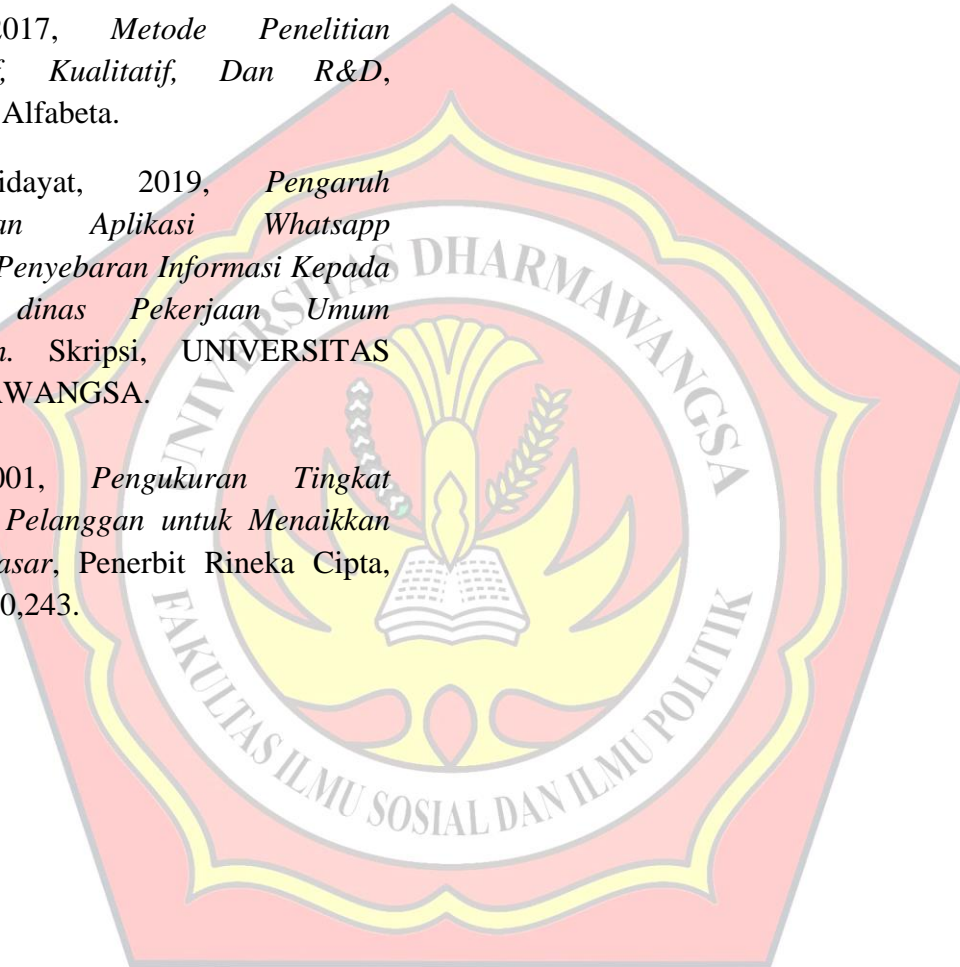 2017, Metode Penelitian
f, Kualitatif, Dan R&D,
Alfabeta.
idayat, 2019, Pengaruh
an Aplikasi Whatsapp
Penyebaran Informasi Kepada
dinas Pekerjaan Umum
n. Skripsi, UNIVERSITAS
AWANGSA.
001, Pengukuran Tingkat
Pelanggan untuk Menaikkan
asar, Penerbit Rineka Cipta,
0,243.
UNIVERSITAS DHARMAWANGSA
FAKULTAS ILMU SOSIAL DAN ILMU POLITIK